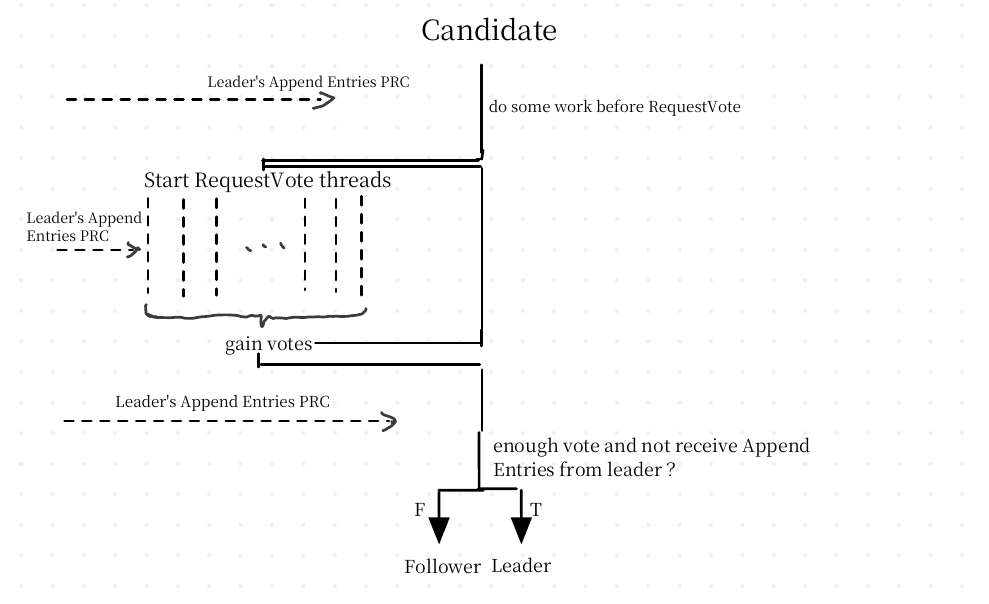 Candidate
Leader's Append Entries PRC
do some work before RequestVote
Start RequestVote threads
Leader's Append
Entries PRC
gain votes
Leader's Append Entries PRC
enough vote and not receive Append
Entries from leader ?
F
T
Follower
Leader